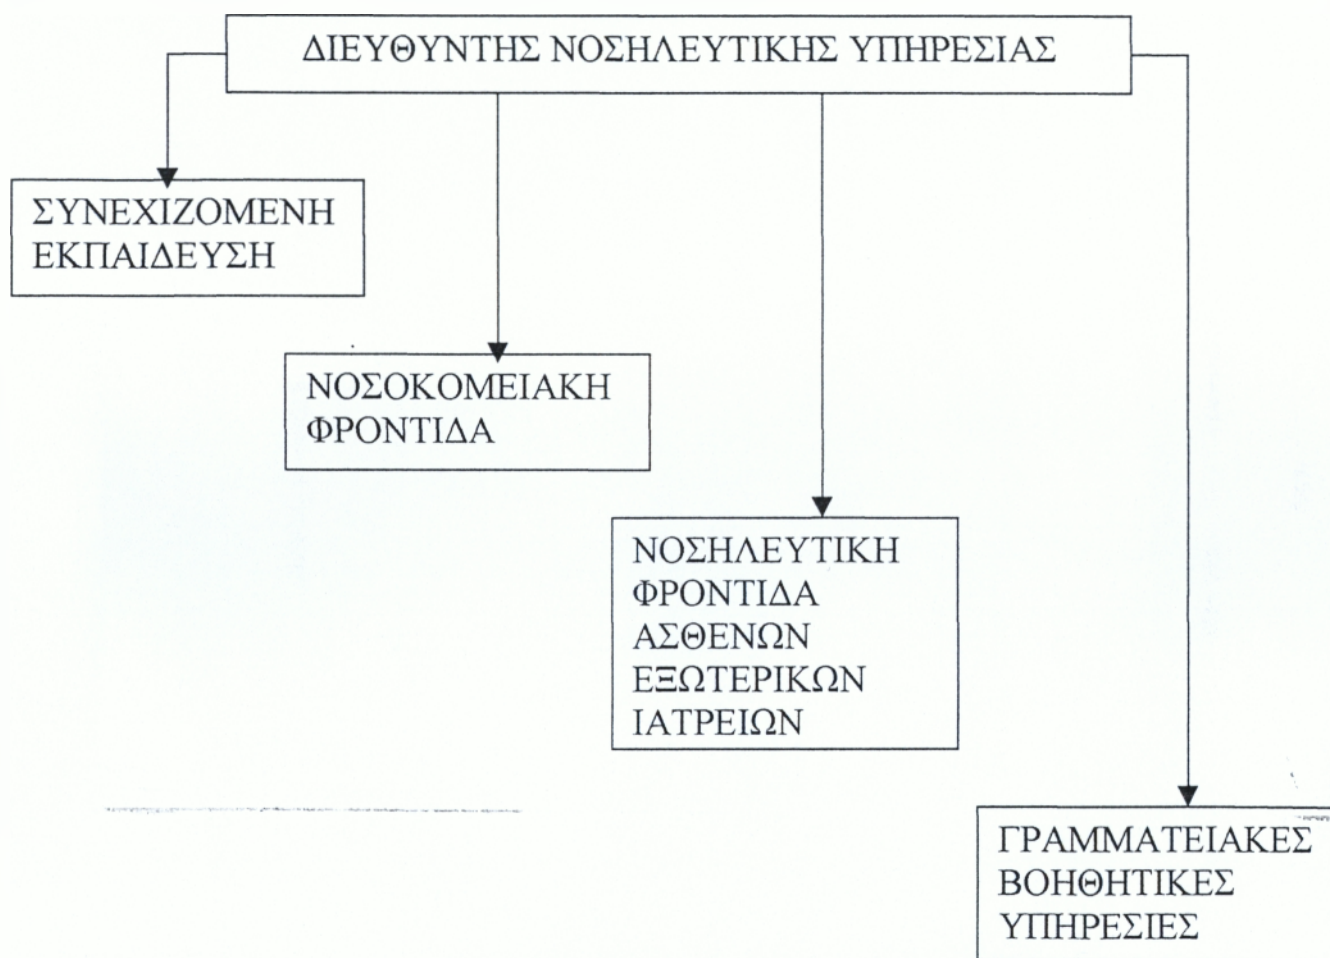 ΔΙΕΥΘΥΝΤΗΣ ΝΟΣΗΛΕΥΤΙΚΗΣ ΥΠΗΡΕΣΙΑΣ
ΣΥΝΕΧΙΖΟΜΕΝΗ
ΕΚΠΑΙΔΕΥΣΗ
ΝΟΣΟΚΟΜΕΙΑΚΗ
ΦΡΟΝΤΙΔΑ
ΝΟΣΗΛΕΥΤΙΚΗ
ΦΡΟΝΤΙΔΑ
ΑΣΘΕΝΩΝ
ΕΞΩΤΕΡΙΚΩΝ
ΙΑΤΡΕΙΩΝ
ΓΡΑΜΜΑΤΕΙΑΚΕΣ
ΒΟΗΘΗΤΙΚΕΣ
ΥΠΗΡΕΣΙΕΣ